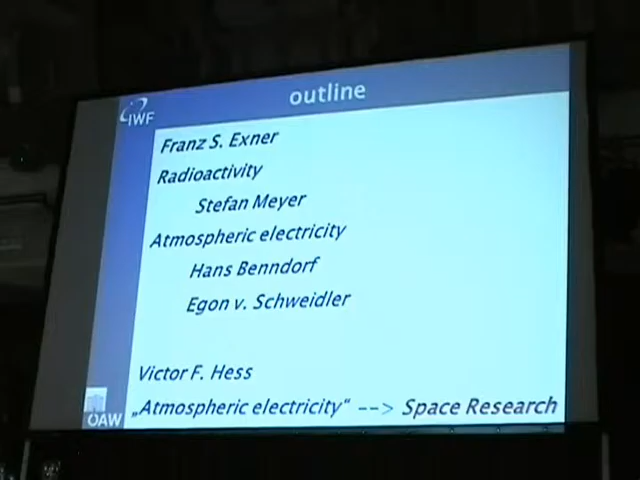 outline
IWF
Franz S. Exner
Radioactivity
Stefan Meyer
Atmospheric electricity
Hans Benndorf
Egon v. Schweidler
Victor F. Hess
„Atmospheric electricity“ --> Space Research
ÖAW